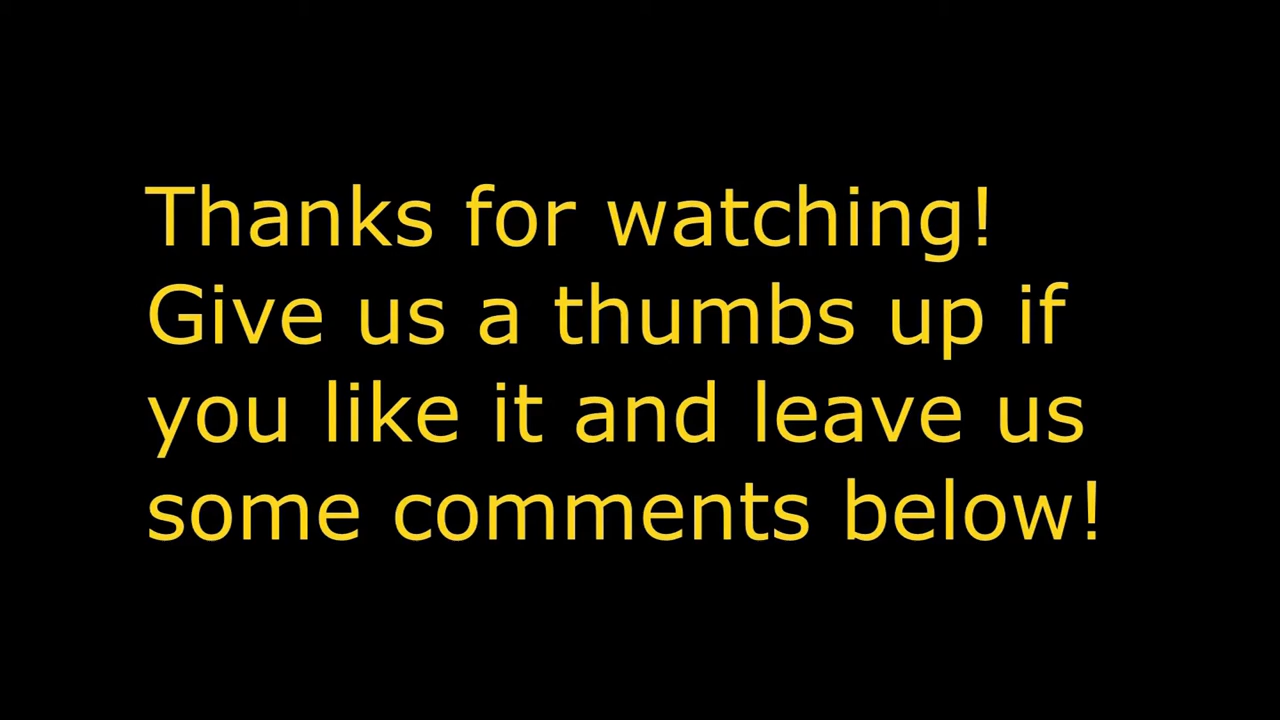 Thanks for watching!
Give us a thumbs up if
you like it and leave us
some comments below!